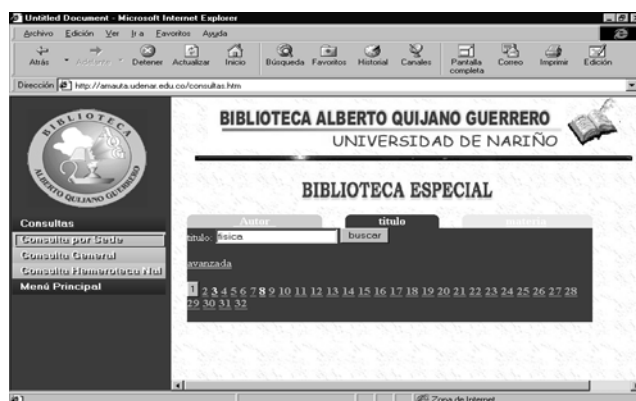 Untitled Document - Microsoft Internet Explorer
Archivo Edición Ver Ir a Favoritos Ayuda
Atrás Adelante Detener Actualizar Inicio Búsqueda Favoritos Historial Canales Pantalla completa Correo Imprimir Edición
Dirección http://amauta.udenar.edu.co/consultas.htm
BIBLIOTECA
ALBERTO QUIJANO GUERRERO
BIBLIOTECA ALBERTO QUIJANO GUERRERO
UNIVERSIDAD DE NARIÑO
BIBLIOTECA ESPECIAL
Consultas
Consulta por Sede
Consulta General
Consulta Hemeroteca Nal
Menú Principal
Autor titulo materia
titulo: fisica buscar
avanzada
1 2 3 4 5 6 7 8 9 10 11 12 13 14 15 16 17 18 19 20 21 22 23 24 25 26 27 28
29 30 31 32
Zona de Internet